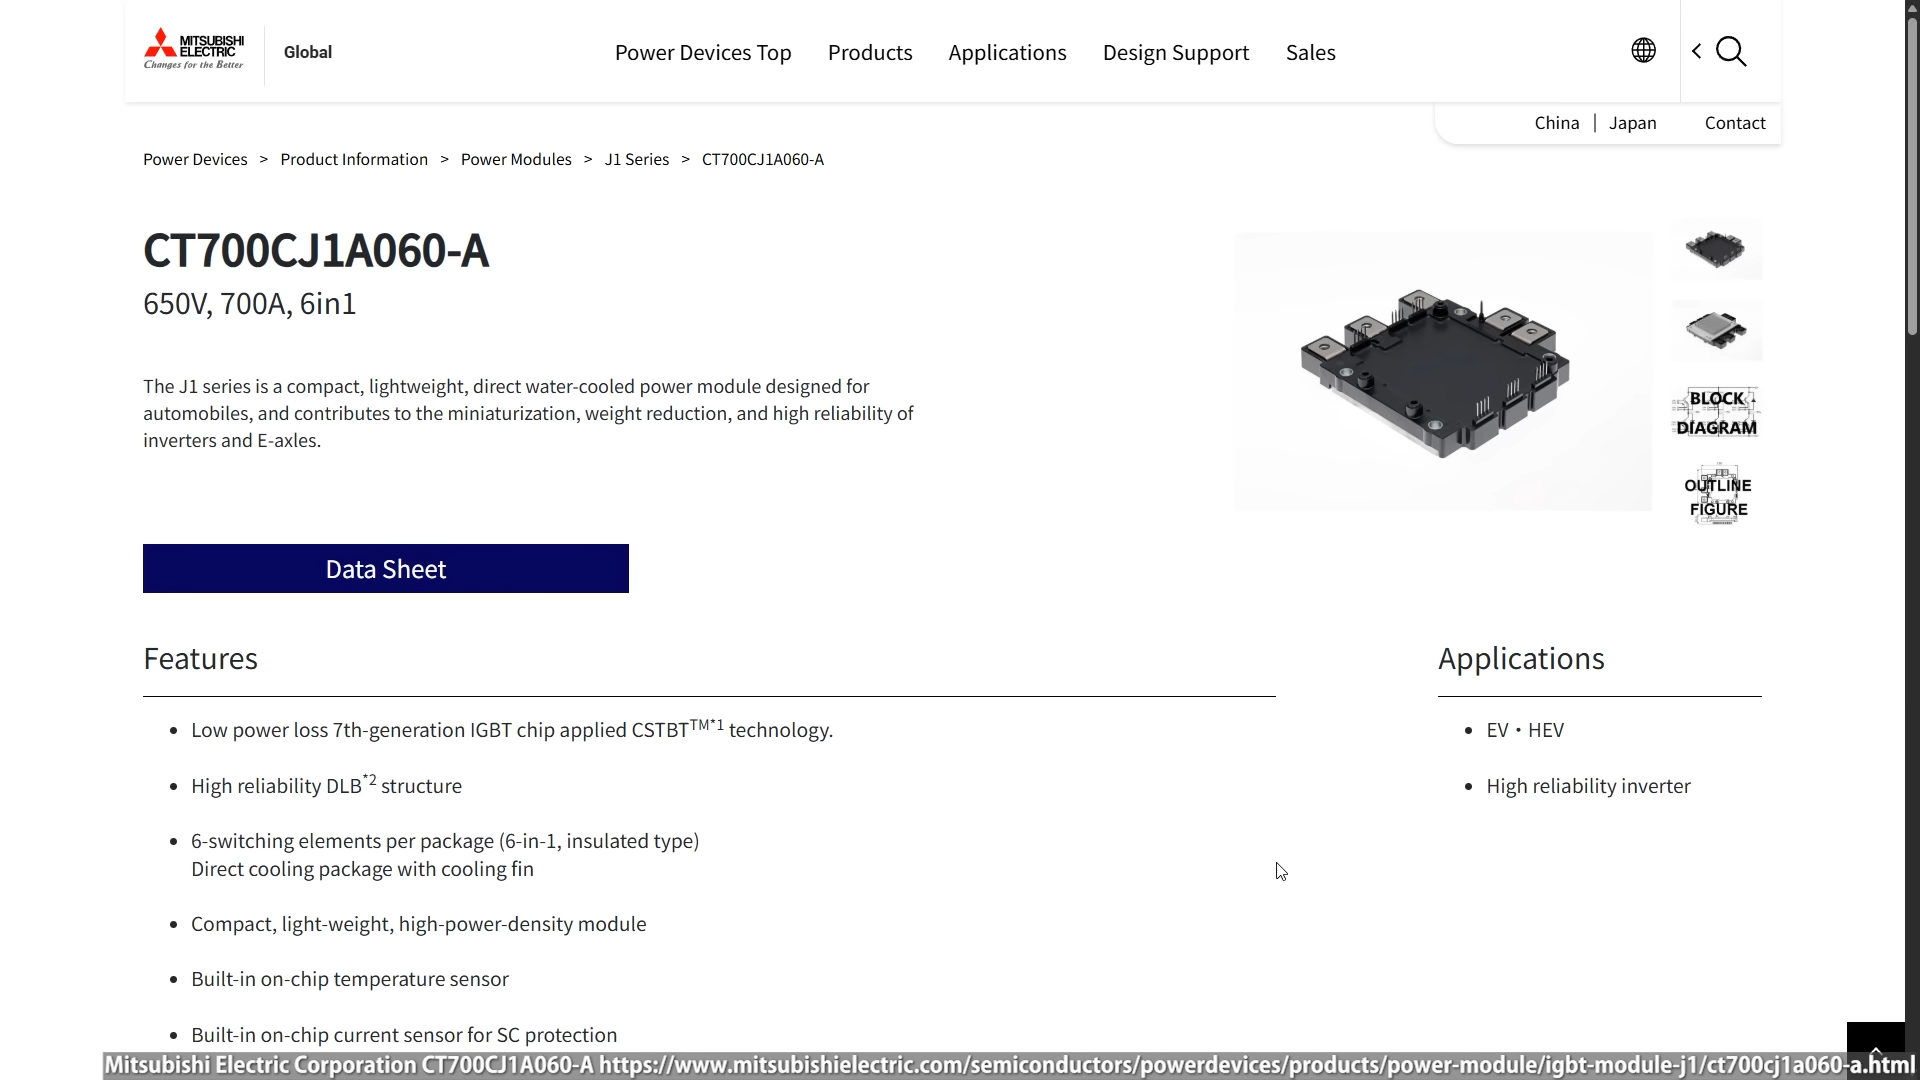 MITSUBISHI
ELECTRIC
Changes for the Better
Global
Power Devices Top
Products
Applications
Design Support
Sales
China | Japan
Contact
Power Devices > Product Information > Power Modules > J1 Series > CT700CJ1A060-A
CT700CJ1A060-A
650V, 700A, 6in1
The J1 series is a compact, lightweight, direct water-cooled power module designed for
automobiles, and contributes to the miniaturization, weight reduction, and high reliability of
inverters and E-axles.
BLOCK
DIAGRAM
OUTLINE
FIGURE
Data Sheet
Features
• Low power loss 7th-generation IGBT chip applied CSTBT™*1 technology.
• High reliability DLB*2 structure
• 6-switching elements per package (6-in-1, insulated type)
Direct cooling package with cooling fin
• Compact, light-weight, high-power-density module
• Built-in on-chip temperature sensor
• Built-in on-chip current sensor for SC protection
Applications
• EV・HEV
• High reliability inverter
Mitsubishi Electric Corporation CT700CJ1A060-A https://www.mitsubishielectric.com/semiconductors/powerdevices/products/power-module/igbt-module-j1/ct700cj1a060-a.html